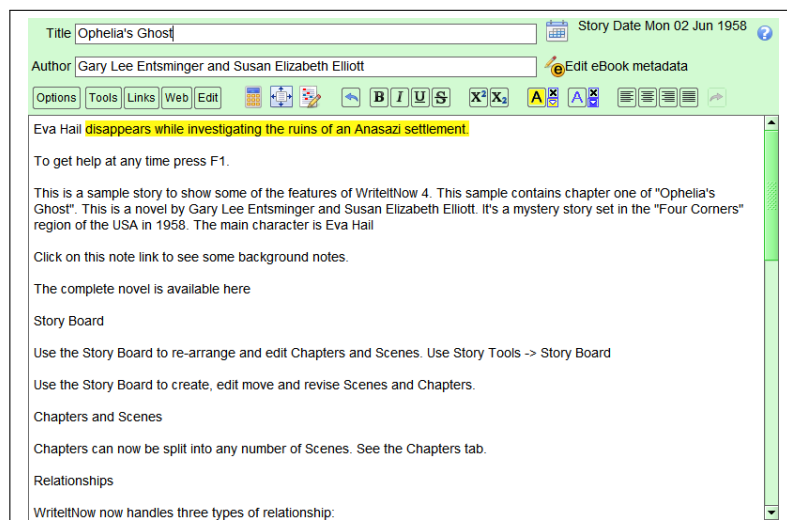 Title Ophelia's Ghost Story Date Mon 02 Jun 1958 ?
Author Gary Lee Entsminger and Susan Elizabeth Elliott e Edit eBook metadata
Options Tools Links Web Edit B I U S X² X₂ A A
Eva Hail disappears while investigating the ruins of an Anasazi settlement.
To get help at any time press F1.
This is a sample story to show some of the features of WriteItNow 4. This sample contains chapter one of "Ophelia's
Ghost". This is a novel by Gary Lee Entsminger and Susan Elizabeth Elliott. It's a mystery story set in the "Four Corners"
region of the USA in 1958. The main character is Eva Hail
Click on this note link to see some background notes.
The complete novel is available here
Story Board
Use the Story Board to re-arrange and edit Chapters and Scenes. Use Story Tools -> Story Board
Use the Story Board to create, edit move and revise Scenes and Chapters.
Chapters and Scenes
Chapters can now be split into any number of Scenes. See the Chapters tab.
Relationships
WriteItNow now handles three types of relationship: